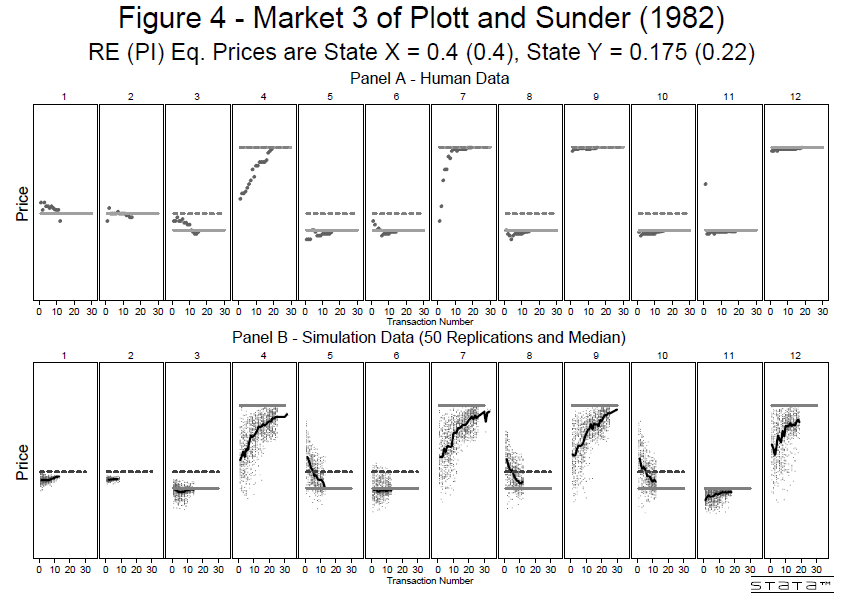 Figure 4 - Market 3 of Plott and Sunder (1982)
RE (PI) Eq. Prices are State X = 0.4 (0.4), State Y = 0.175 (0.22)
Panel A - Human Data
1 2 3 4 5 6 7 8 9 10 11 12
Price
0 10 20 30 0 10 20 30 0 10 20 30 0 10 20 30 0 10 20 30 0 10 20 30 0 10 20 30 0 10 20 30 0 10 20 30 0 10 20 30 0 10 20 30 0 10 20 30
Transaction Number
Panel B - Simulation Data (50 Replications and Median)
1 2 3 4 5 6 7 8 9 10 11 12
Price
0 10 20 30 0 10 20 30 0 10 20 30 0 10 20 30 0 10 20 30 0 10 20 30 0 10 20 30 0 10 20 30 0 10 20 30 0 10 20 30 0 10 20 30 0 10 20 30
Transaction Number
STaTa™